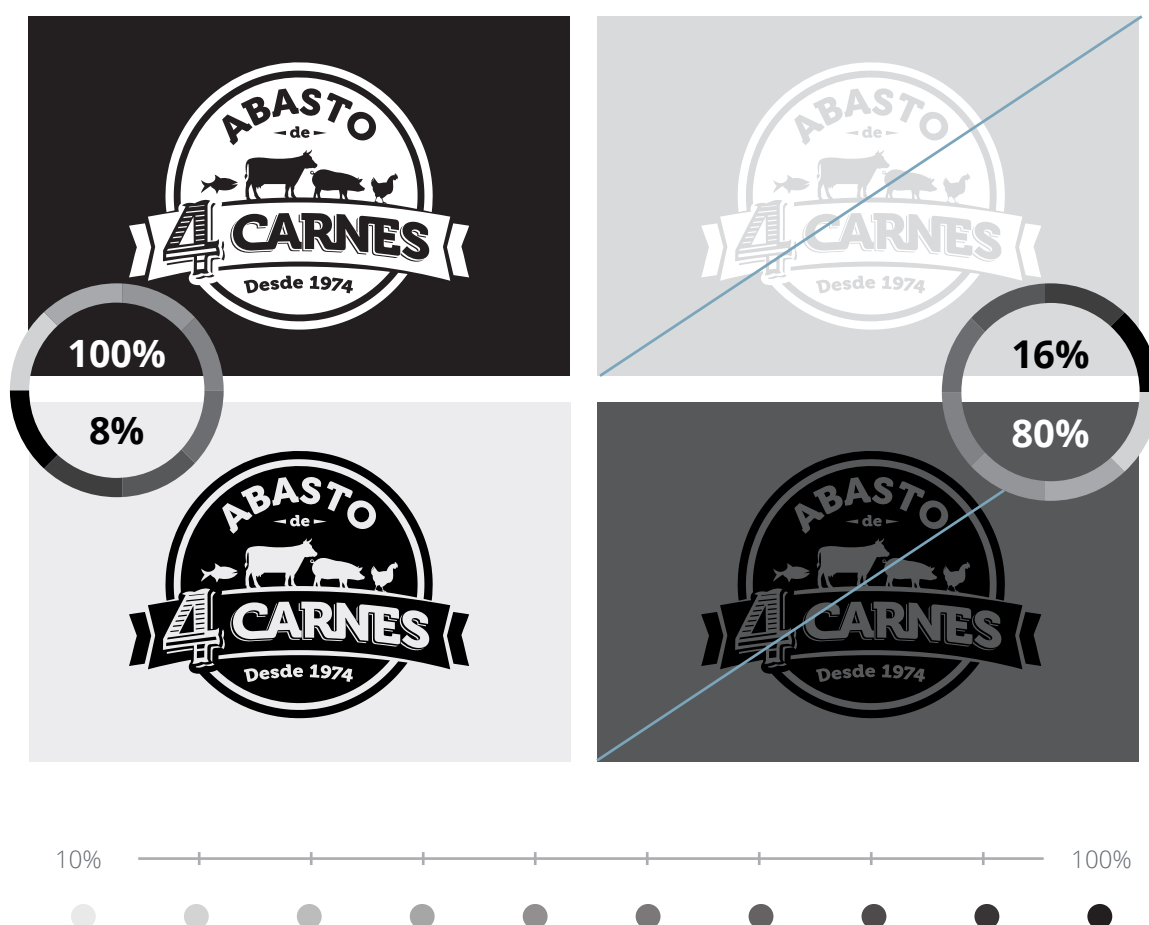 ABASTO
de
4 CARNES
Desde 1974
ABASTO
de
4 CARNES
Desde 1974
100%
8%
16%
80%
ABASTO
de
4 CARNES
Desde 1974
ABASTO
de
4 CARNES
Desde 1974
10%
100%